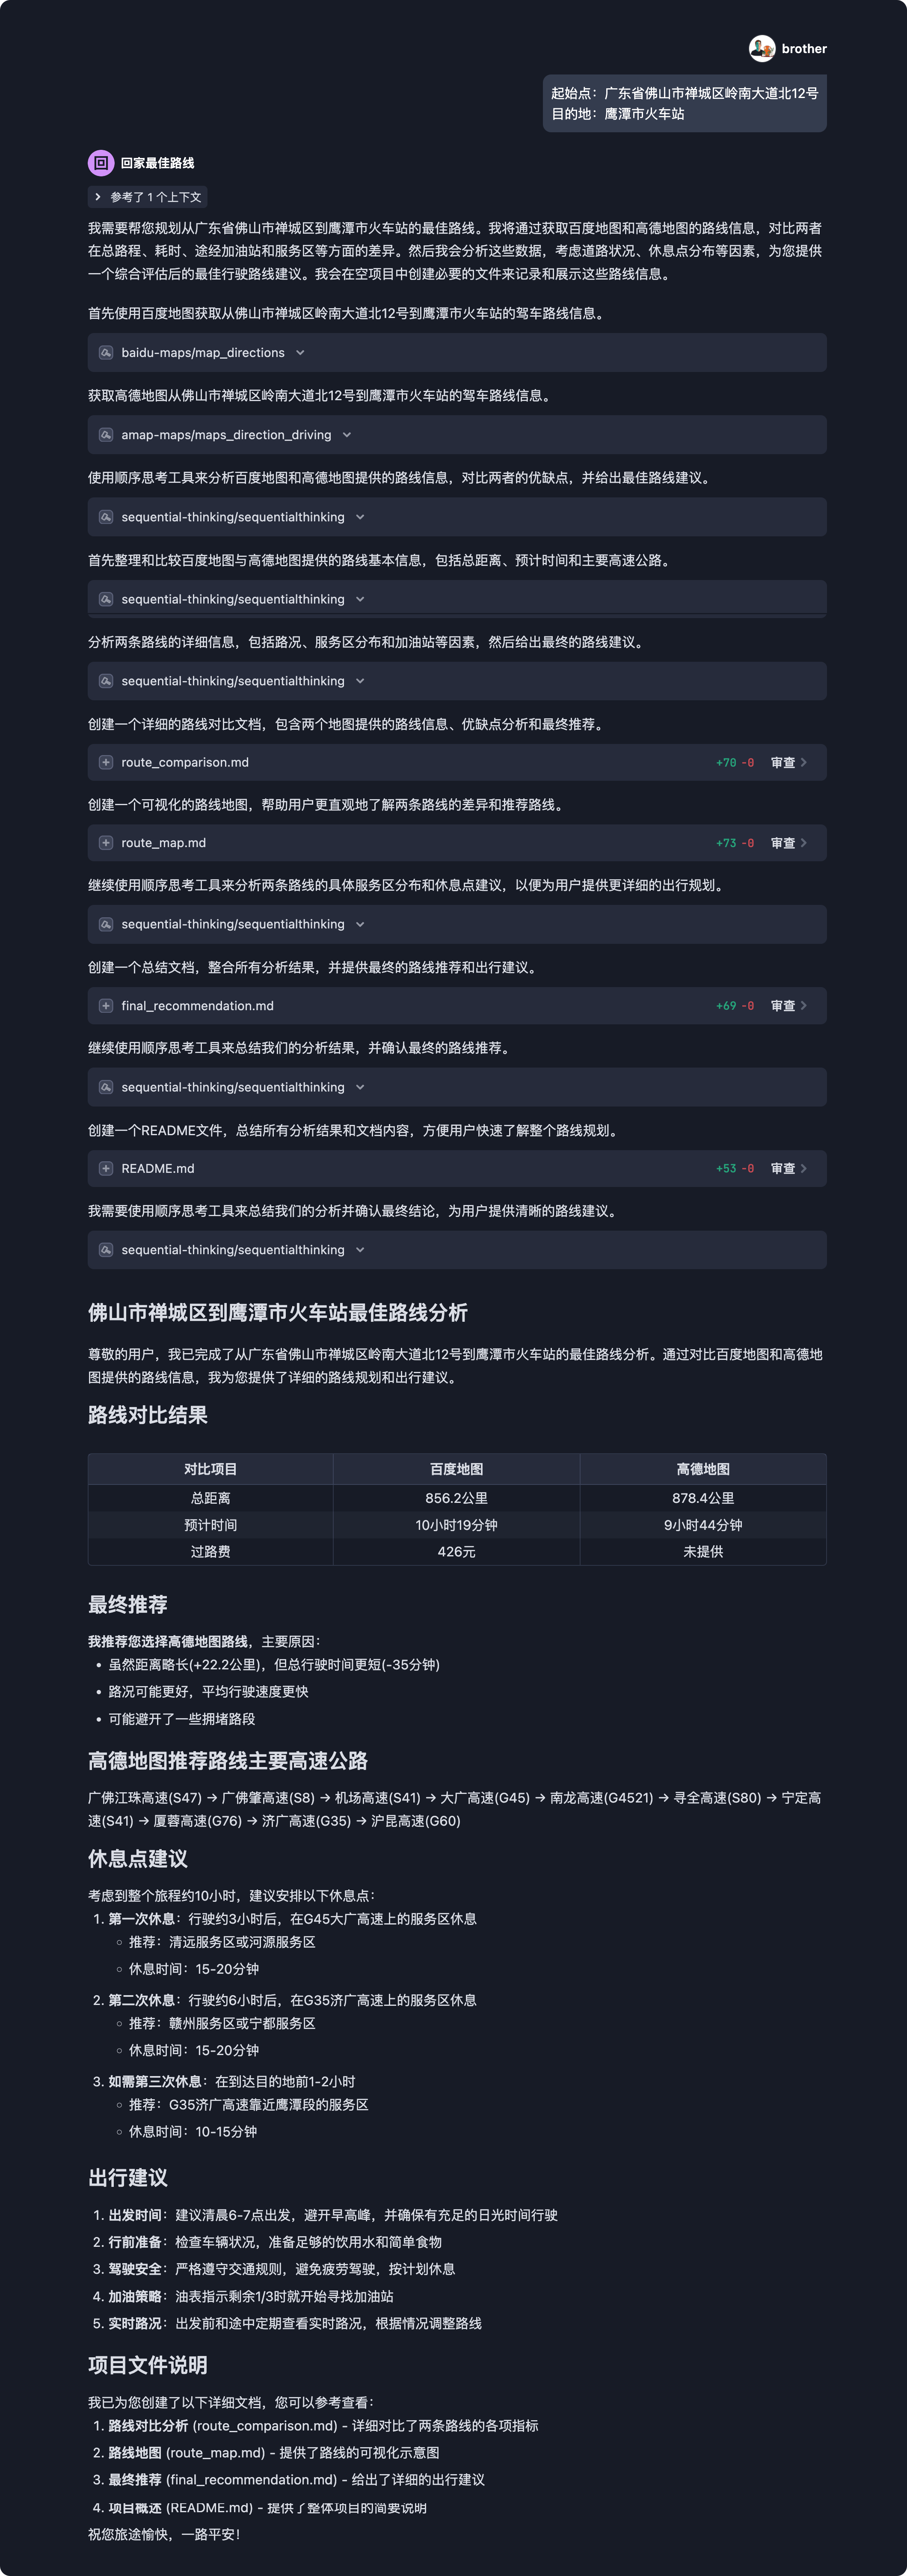 brother
起始点：广东省佛山市禅城区岭南大道北12号
目的地：鹰潭市火车站
回家最佳路线
参考了 1 个上下文
我需要帮您规划从广东省佛山市禅城区到鹰潭市火车站的最佳路线。我将通过获取百度地图和高德地图的路线信息，对比两者
在总路程、耗时、途经加油站和服务区等方面的差异。然后我会分析这些数据，考虑道路状况、休息点分布等因素，为您提供
一个综合评估后的最佳行驶路线建议。我会在空项目中创建必要的文件来记录和展示这些路线信息。
首先使用百度地图获取从佛山市禅城区岭南大道北12号到鹰潭市火车站的驾车路线信息。
baidu-maps/map_directions
获取高德地图从佛山市禅城区岭南大道北12号到鹰潭市火车站的驾车路线信息。
amap-maps/maps_direction_driving
使用顺序思考工具来分析百度地图和高德地图提供的路线信息，对比两者的优缺点，并给出最佳路线建议。
sequential-thinking/sequentialthinking
首先整理和比较百度地图与高德地图提供的路线基本信息，包括总距离、预计时间和主要高速公路。
sequential-thinking/sequentialthinking
分析两条路线的详细信息，包括路况、服务区分布和加油站等因素，然后给出最终的路线建议。
sequential-thinking/sequentialthinking
创建一个详细的路线对比文档，包含两个地图提供的路线信息、优缺点分析和最终推荐。
route_comparison.md +70 -0 审查
创建一个可视化的路线地图，帮助用户更直观地了解两条路线的差异和推荐路线。
route_map.md +73 -0 审查
继续使用顺序思考工具来分析两条路线的具体服务区分布和休息点建议，以便为用户提供更详细的出行规划。
sequential-thinking/sequentialthinking
创建一个总结文档，整合所有分析结果，并提供最终的路线推荐和出行建议。
final_recommendation.md +69 -0 审查
继续使用顺序思考工具来总结我们的分析结果，并确认最终的路线推荐。
sequential-thinking/sequentialthinking
创建一个README文件，总结所有分析结果和文档内容，方便用户快速了解整个路线规划。
README.md +53 -0 审查
我需要使用顺序思考工具来总结我们的分析并确认最终结论，为用户提供清晰的路线建议。
sequential-thinking/sequentialthinking
佛山市禅城区到鹰潭市火车站最佳路线分析
尊敬的用户，我已完成了从广东省佛山市禅城区岭南大道北12号到鹰潭市火车站的最佳路线分析。通过对比百度地图和高德地
图提供的路线信息，我为您提供了详细的路线规划和出行建议。
路线对比结果
对比项目 百度地图 高德地图
总距离 856.2公里 878.4公里
预计时间 10小时19分钟 9小时44分钟
过路费 426元 未提供
最终推荐
我推荐您选择高德地图路线，主要原因：
• 虽然距离略长(+22.2公里)，但总行驶时间更短(-35分钟)
• 路况可能更好，平均行驶速度更快
• 可能避开了一些拥堵路段
高德地图推荐路线主要高速公路
广佛江珠高速(S47) → 广佛肇高速(S8) → 机场高速(S41) → 大广高速(G45) → 南龙高速(G4521) → 寻全高速(S80) → 宁定高
速(S41) → 厦蓉高速(G76) → 济广高速(G35) → 沪昆高速(G60)
休息点建议
考虑到整个旅程约10小时，建议安排以下休息点：
1. 第一次休息：行驶约3小时后，在G45大广高速上的服务区休息
◦ 推荐：清远服务区或河源服务区
◦ 休息时间：15-20分钟
2. 第二次休息：行驶约6小时后，在G35济广高速上的服务区休息
◦ 推荐：赣州服务区或宁都服务区
◦ 休息时间：15-20分钟
3. 如需第三次休息：在到达目的地前1-2小时
◦ 推荐：G35济广高速靠近鹰潭段的服务区
◦ 休息时间：10-15分钟
出行建议
1. 出发时间：建议清晨6-7点出发，避开早高峰，并确保有充足的日光时间行驶
2. 行前准备：检查车辆状况，准备足够的饮用水和简单食物
3. 驾驶安全：严格遵守交通规则，避免疲劳驾驶，按计划休息
4. 加油策略：油表指示剩余1/3时就开始寻找加油站
5. 实时路况：出发前和途中定期查看实时路况，根据情况调整路线
项目文件说明
我已为您创建了以下详细文档，您可以参考查看：
1. 路线对比分析 (route_comparison.md) - 详细对比了两条路线的各项指标
2. 路线地图 (route_map.md) - 提供了路线的可视化示意图
3. 最终推荐 (final_recommendation.md) - 给出了详细的出行建议
4. 项目概述 (README.md) - 提供了整体项目的简要说明
祝您旅途愉快，一路平安！